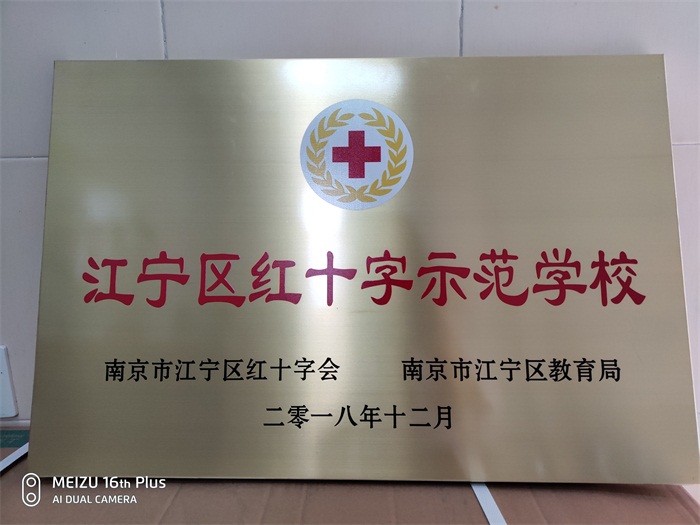 江宁区红十字示范学校
南京市江宁区红十字会 南京市江宁区教育局
二零一八年十二月
MEIZU 16th Plus
AI DUAL CAMERA